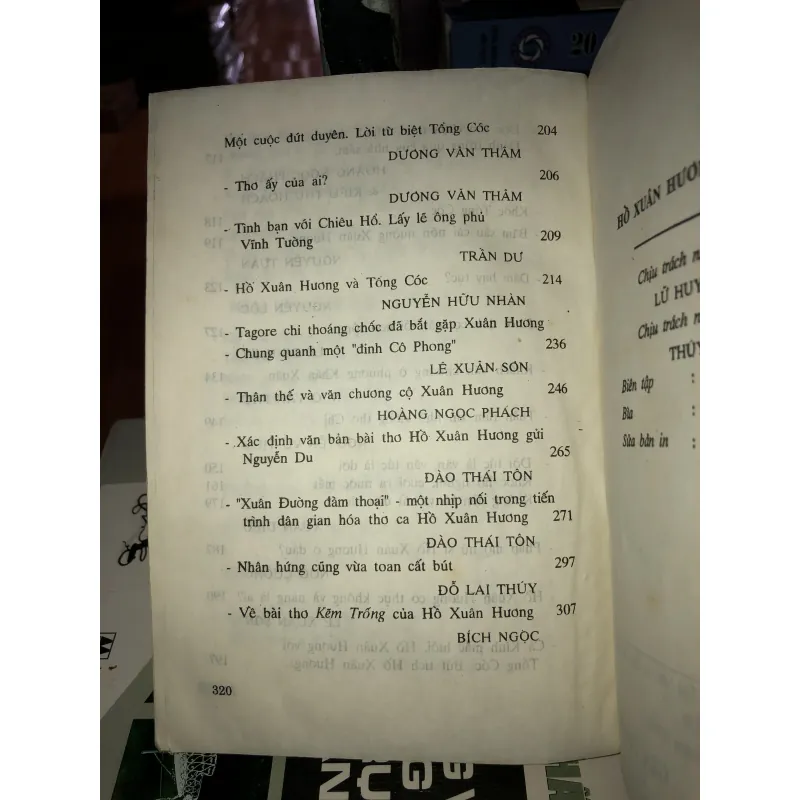 Một cuộc đứt duyên. Lời từ biệt Tổng Cóc 204
DƯƠNG VĂN THÂM
- Thơ ấy của ai? 206
DƯƠNG VĂN THÂM
- Tình bạn với Chiêu Hổ. Lấy lẽ ông phủ
Vĩnh Tường 209
TRẦN DƯ
- Hồ Xuân Hương và Tổng Cóc 214
NGUYỄN HỮU NHÀN
- Tagore chỉ thoáng chốc đã bắt gặp Xuân Hương
- Chung quanh một "đinh Cô Phong" 236
LÊ XUÂN SƠN
- Thân thế và văn chương cộ Xuân Hương 246
HOÀNG NGỌC PHÁCH
- Xác định văn bản bài thơ Hồ Xuân Hương gửi
Nguyễn Du 265
ĐÀO THÁI TÔN
- "Xuân Đường đàm thoại" - một nhịp nối trong tiến
trình dân gian hóa thơ ca Hồ Xuân Hương 271
ĐÀO THÁI TÔN
- Nhân hứng cũng vừa toan cất bút 297
ĐỖ LAI THÚY
- Về bài thơ Kẽm Trống của Hồ Xuân Hương 307
BÍCH NGỌC
320
HỒ XUÂN HƯƠNG
Chịu trách
LỮ HUY
Chịu trách
THÚY
Biên tập :
Bìa :
Sửa bản in :
20